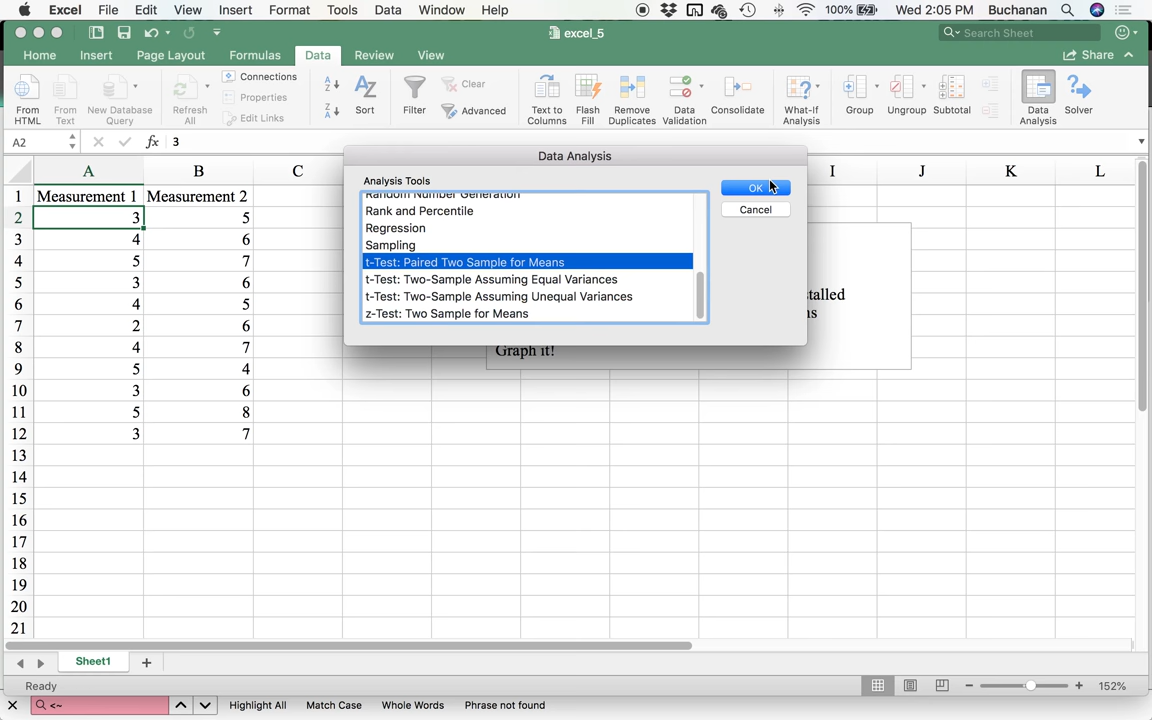 Excel File Edit View Insert Format Tools Data Window Help 100% Wed 2:05 PM Buchanan
excel_5 Search Sheet
Home Insert Page Layout Formulas Data Review View Share
From HTML From Text New Database Query Refresh All Connections Properties Edit Links Sort Filter Clear Advanced Text to Columns Flash Fill Remove Duplicates Data Validation Consolidate What-If Analysis Group Ungroup Subtotal Data Analysis Solver
A2 fx 3
Data Analysis
Analysis Tools
Random Number Generation
Rank and Percentile
Regression
Sampling
t-Test: Paired Two Sample for Means
t-Test: Two-Sample Assuming Equal Variances
t-Test: Two-Sample Assuming Unequal Variances
z-Test: Two Sample for Means
OK
Cancel
A B C I J K L
1 Measurement 1 Measurement 2
2 3 5
3 4 6
4 5 7
5 3 6
6 4 5
7 2 6
8 4 7
9 5 4
10 3 6
11 5 8
12 3 7
13
14
15
16
17
18
19
20
21
Graph it!
Sheet1
Ready 152%
<~ Highlight All Match Case Whole Words Phrase not found